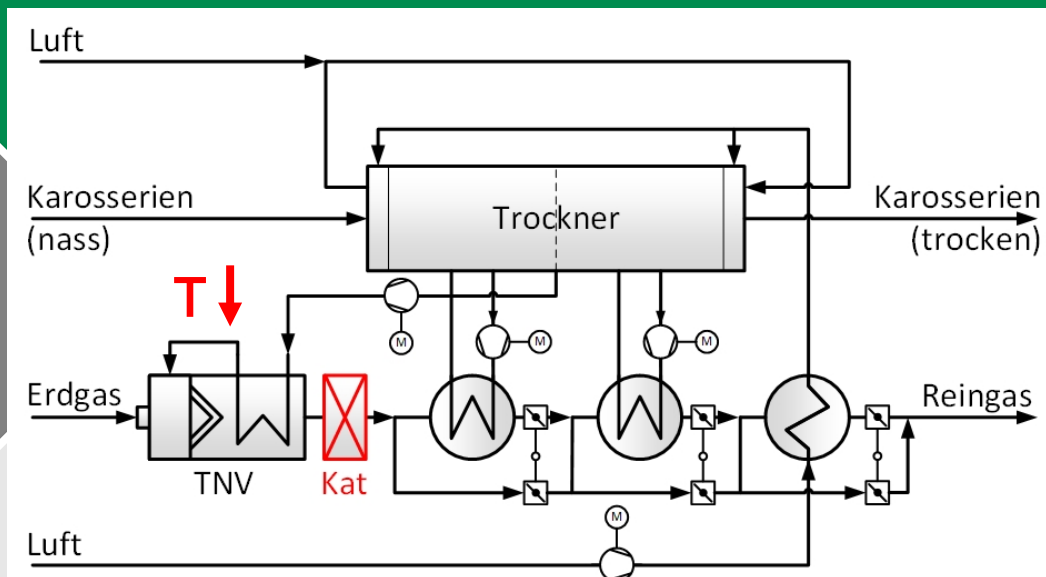 Luft
Karosserien
(nass)
Trockner
Karosserien
(trocken)
T
M
M
M
Erdgas
Reingas
TNV
Kat
M
Luft